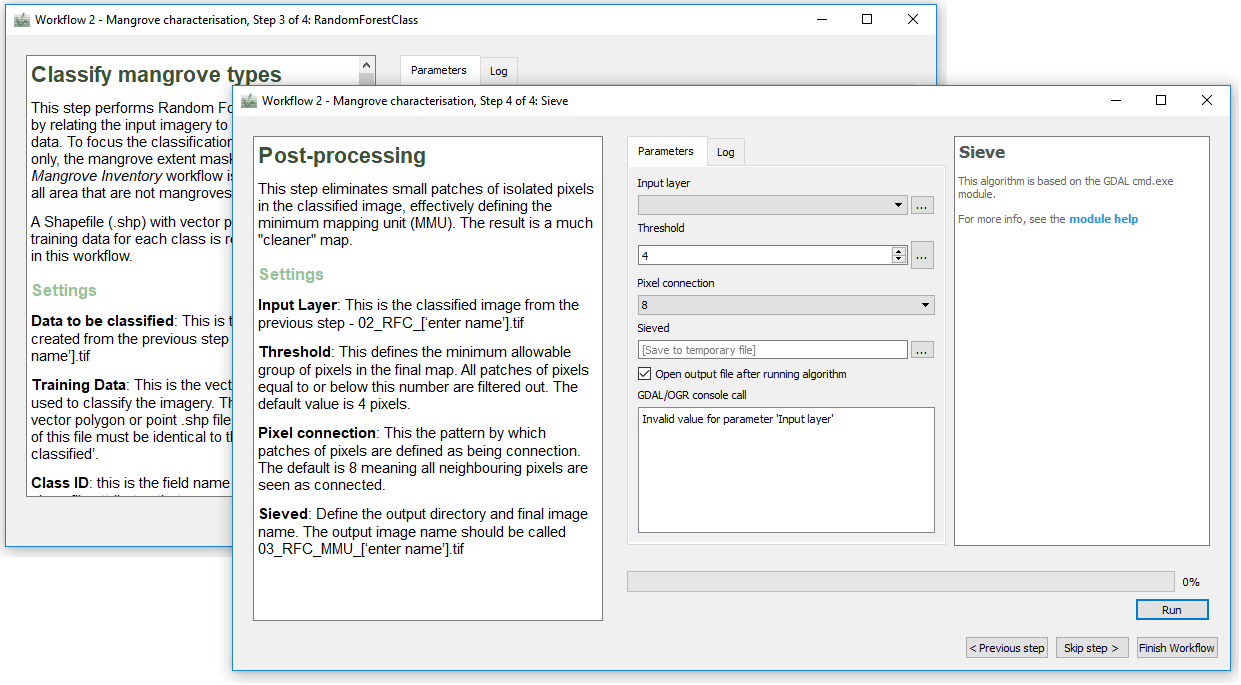 Workflow 2 - Mangrove characterisation, Step 3 of 4: RandomForestClass
Classify mangrove types
This step performs Random Fo
by relating the input imagery to
data. To focus the classification
only, the mangrove extent mask
Mangrove Inventory workflow is
all area that are not mangroves
A Shapefile (.shp) with vector p
training data for each class is re
in this workflow.
Settings
Data to be classified: This is t
created from the previous step
name'].tif
Training Data: This is the vect
used to classify the imagery. Th
vector polygon or point .shp file
of this file must be identical to th
classified'.
Class ID: this is the field name
Parameters
Log
Workflow 2 - Mangrove characterisation, Step 4 of 4: Sieve
Post-processing
This step eliminates small patches of isolated pixels
in the classified image, effectively defining the
minimum mapping unit (MMU). The result is a much
"cleaner" map.
Settings
Input Layer: This is the classified image from the
previous step - 02_RFC_['enter name'].tif
Threshold: This defines the minimum allowable
group of pixels in the final map. All patches of pixels
equal to or below this number are filtered out. The
default value is 4 pixels.
Pixel connection: This the pattern by which
patches of pixels are defined as being connection.
The default is 8 meaning all neighbouring pixels are
seen as connected.
Sieved: Define the output directory and final image
name. The output image name should be called
03_RFC_MMU_['enter name'].tif
Parameters
Log
Input layer
...
Threshold
4
...
Pixel connection
8
Sieved
[Save to temporary file]
...
Open output file after running algorithm
GDAL/OGR console call
Invalid value for parameter 'Input layer'
Sieve
This algorithm is based on the GDAL cmd.exe
module.
For more info, see the module help
0%
Run
< Previous step
Skip step >
Finish Workflow